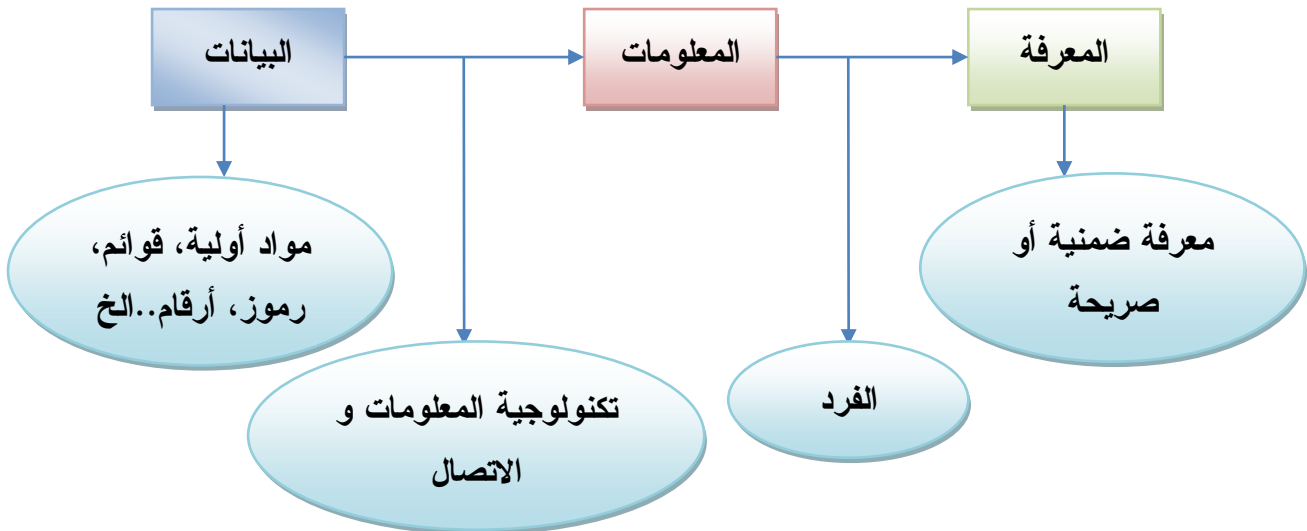 البيانات
المعلومات
المعرفة
مواد أولية، قوائم،
رموز، أرقام..الخ
تكنولوجية المعلومات و
الاتصال
الفرد
معرفة ضمنية أو
صريحة